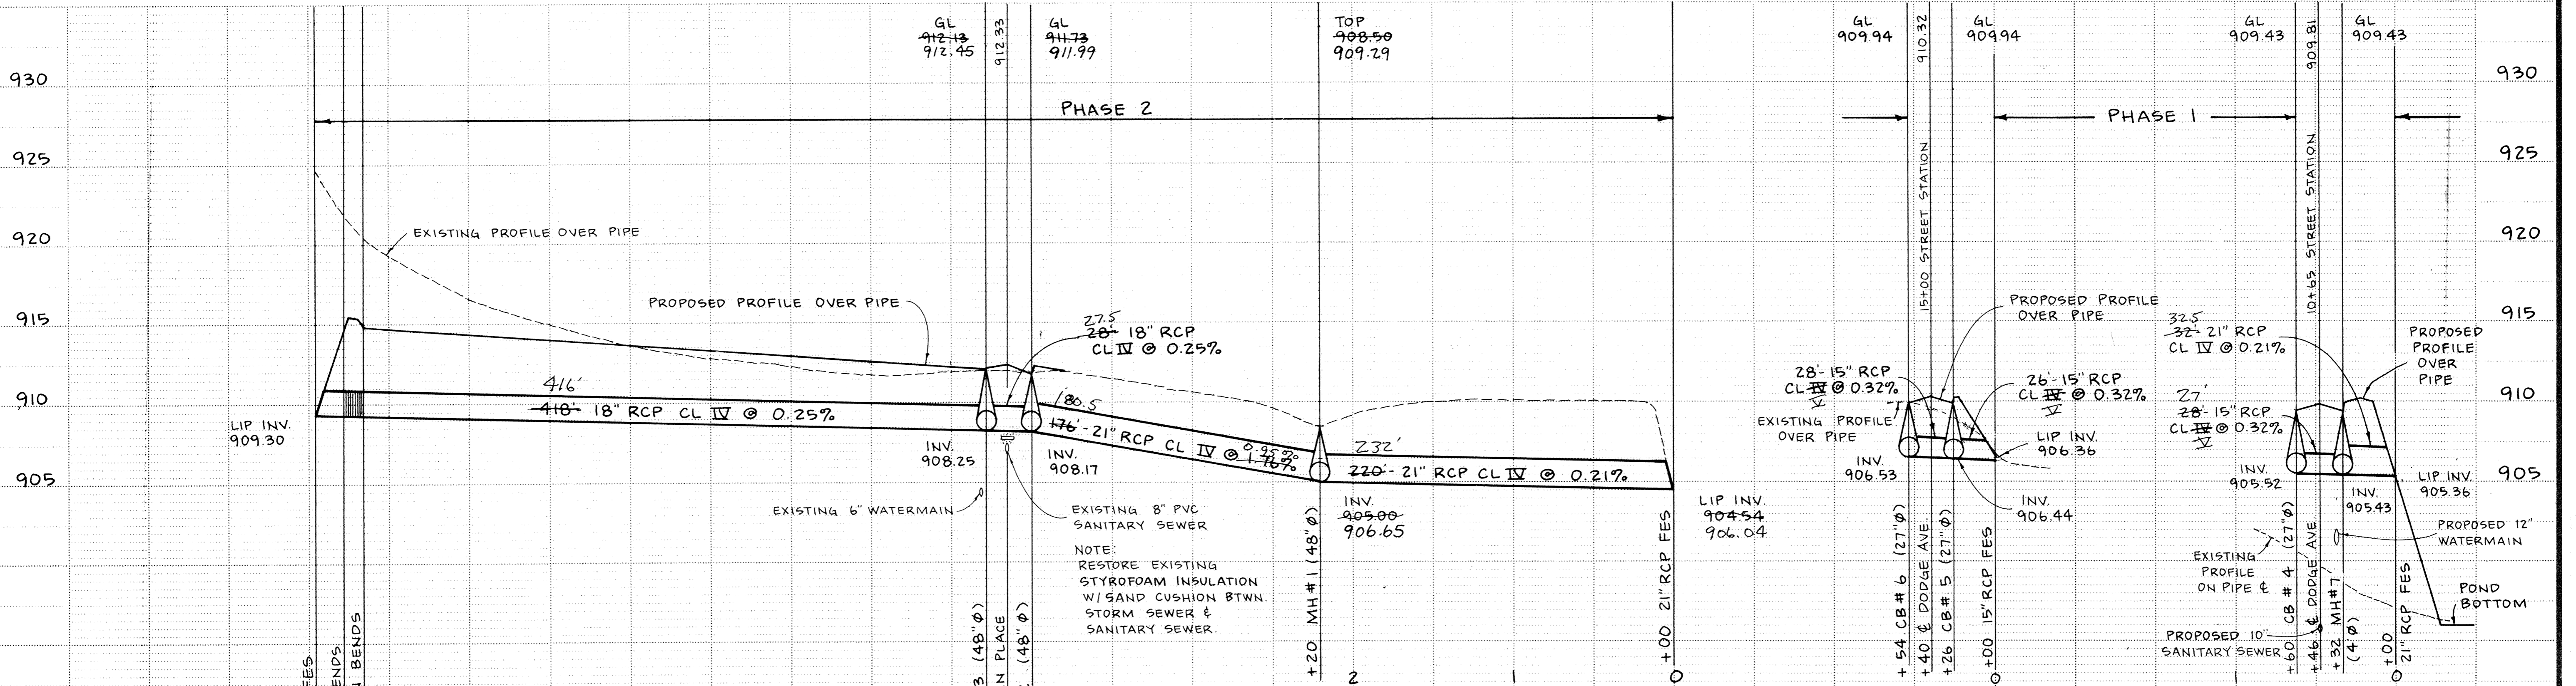 GL
912.13
912.45
912.33
GL
911.73
911.99
TOP
908.50
909.29
GL
909.94
910.32
GL
909.94
GL
909.43
909.81
GL
909.43
930
925
920
915
910
905
930
925
920
915
910
905
PHASE 2
PHASE 1
EXISTING PROFILE OVER PIPE
PROPOSED PROFILE OVER PIPE
27.5
28'- 18" RCP
CL IV @ 0.25%
416'
418'- 18" RCP CL IV @ 0.25%
LIP INV.
909.30
INV.
908.25
INV.
908.17
180.5
176'- 21" RCP CL IV @ 1.76%
0.95%
232'
220'- 21" RCP CL IV @ 0.21%
EXISTING 6" WATERMAIN
EXISTING 8" PVC
SANITARY SEWER
NOTE:
RESTORE EXISTING
STYROFOAM INSULATION
W/SAND CUSHION BTWN.
STORM SEWER &
SANITARY SEWER.
INV.
905.00
906.65
LIP INV.
904.54
906.04
BENDS
(48" Ø)
PLACE
(48" Ø)
+20 MH # 1 (48" Ø)
+00 21" RCP FES
2
1
0
15+00 STREET STATION
PROPOSED PROFILE
OVER PIPE
28'- 15" RCP
CL IV @ 0.32%
V
EXISTING PROFILE
OVER PIPE
26'- 15" RCP
CL IV @ 0.32%
V
INV.
906.53
LIP INV.
906.36
INV.
906.44
+54 CB # 6 (27" Ø)
+40 ℄ DODGE AVE.
+26 CB # 5 (27" Ø)
+00 15" RCP FES
0
10+65 STREET STATION
32.5
32'- 21" RCP
CL IV @ 0.21%
PROPOSED
PROFILE
OVER
PIPE
27'
28'- 15" RCP
CL IV @ 0.32%
V
INV.
905.52
INV.
905.43
LIP INV.
905.36
PROPOSED 12"
WATERMAIN
EXISTING
PROFILE
ON PIPE ℄
PROPOSED 10"
SANITARY SEWER
POND
BOTTOM
+60 CB # 4 (27" Ø)
+46 ℄ DODGE AVE.
+32 MH # 7
(4' Ø)
+00
21" RCP FES
1
0